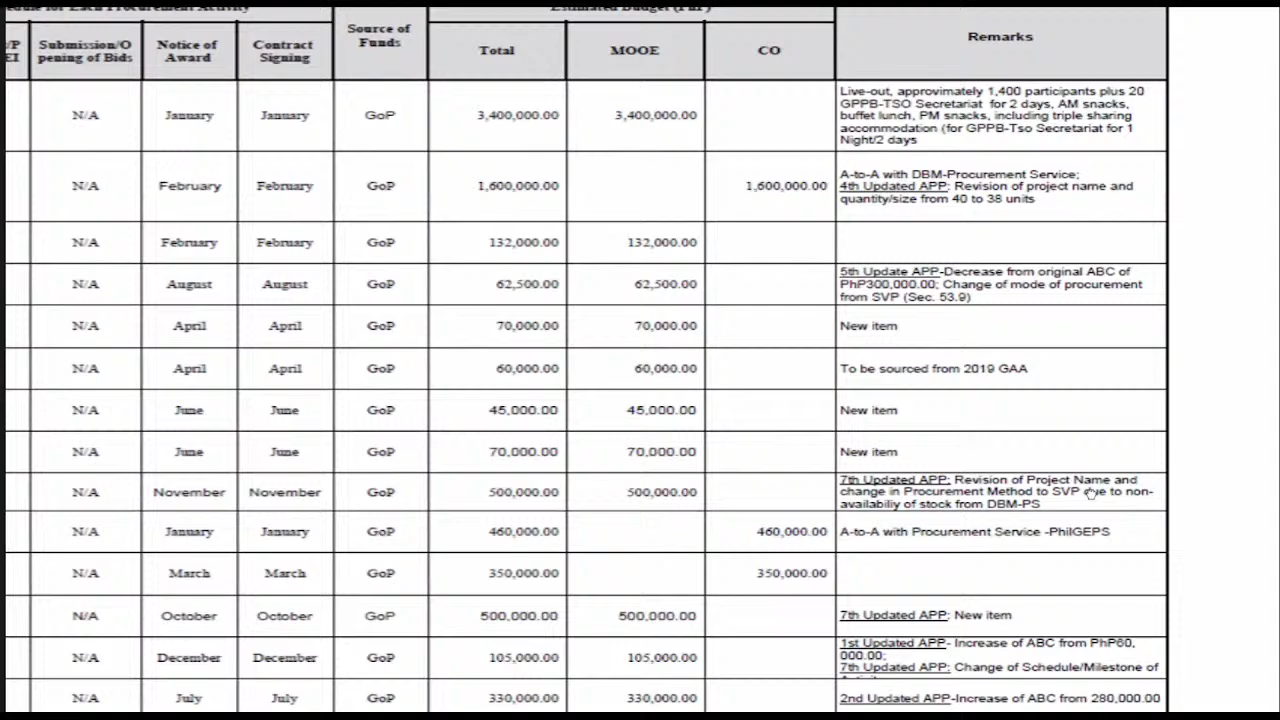 edule for Each Procurement Activity
Estimated Budget (PhP)
/P
EI
Submission/O
pening of Bids
Notice of
Award
Contract
Signing
Source of
Funds
Total
MOOE
CO
Remarks
N/A January January GoP 3,400,000.00 3,400,000.00
Live-out, approvimately 1,400 participants plus 20
GPPB-TSO Secretariat for 2 days, AM snacks,
buffet lunch, PM snacks, including triple sharing
accommodation (for GPPB-Tso Secretariat for 1
Night/2 days
N/A February February GoP 1,600,000.00 1,600,000.00
A-to-A with DBM-Procurement Service;
4th Updated APP: Revision of project name and
quantity/size from 40 to 38 units
N/A February February GoP 132,000.00 132,000.00
N/A August August GoP 62,500.00 62,500.00
5th Update APP-Decrease from original ABC of
PhP300,000.00; Change of mode of procurement
from SVP (Sec. 53.9)
N/A April April GoP 70,000.00 70,000.00 New item
N/A April April GoP 60,000.00 60,000.00 To be sourced from 2019 GAA
N/A June June GoP 45,000.00 45,000.00 New item
N/A June June GoP 70,000.00 70,000.00 New item
N/A November November GoP 500,000.00 500,000.00
7th Updated APP: Revision of Project Name and
change in Procurement Method to SVP due to non-
availabiliy of stock from DBM-PS
N/A January January GoP 460,000.00 460,000.00 A-to-A with Procurement Service -PhilGEPS
N/A March March GoP 350,000.00 350,000.00
N/A October October GoP 500,000.00 500,000.00 7th Updated APP: New item
N/A December December GoP 105,000.00 105,000.00
1st Updated APP- Increase of ABC from PhP60,
000.00;
7th Updated APP: Change of Schedule/Milestone of
N/A July July GoP 330,000.00 330,000.00 2nd Updated APP-Increase of ABC from 280,000.00